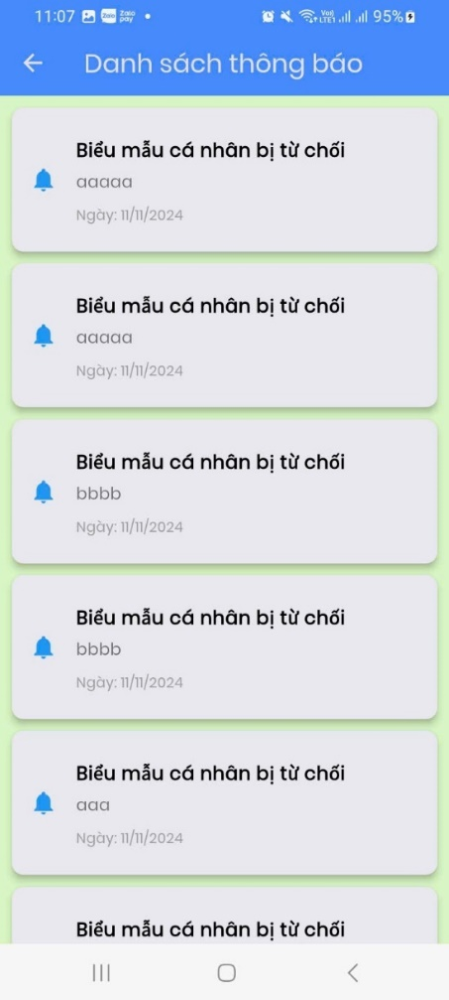 11:07 Zalo Zalo pay 95%
Danh sách thông báo
Biểu mẫu cá nhân bị từ chối
aaaaa
Ngày: 11/11/2024
Biểu mẫu cá nhân bị từ chối
aaaaa
Ngày: 11/11/2024
Biểu mẫu cá nhân bị từ chối
bbbb
Ngày: 11/11/2024
Biểu mẫu cá nhân bị từ chối
bbbb
Ngày: 11/11/2024
Biểu mẫu cá nhân bị từ chối
aaa
Ngày: 11/11/2024
Biểu mẫu cá nhân bị từ chối